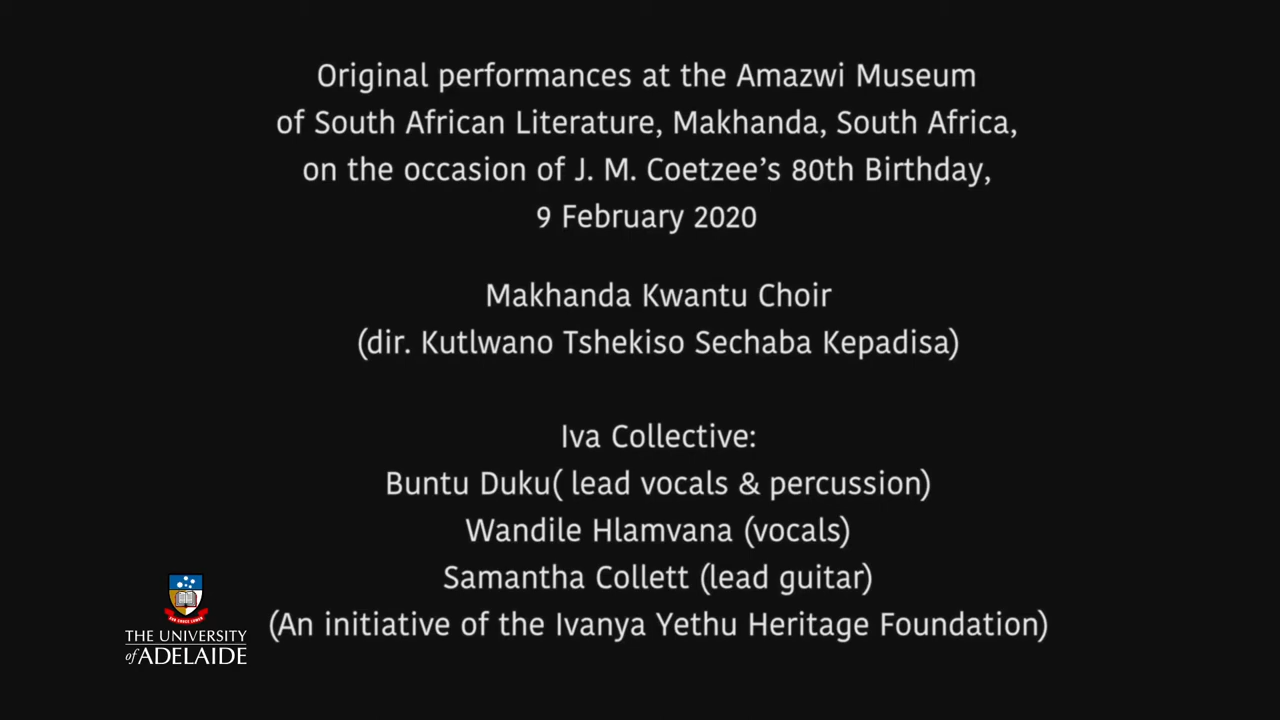 Original performances at the Amazwi Museum
of South African Literature, Makhanda, South Africa,
on the occasion of J. M. Coetzee’s 80th Birthday,
9 February 2020
Makhanda Kwantu Choir
(dir. Kutlwano Tshekiso Sechaba Kepadisa)
Iva Collective:
Buntu Duku( lead vocals & percussion)
Wandile Hlamvana (vocals)
Samantha Collett (lead guitar)
(An initiative of the Ivanya Yethu Heritage Foundation)
THE UNIVERSITY
of ADELAIDE